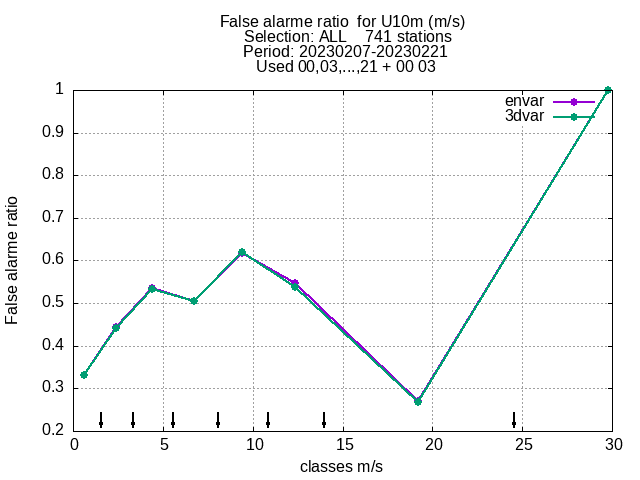 False alarme ratio  for U10m (m/s)
Selection: ALL    741 stations
Period: 20230207-20230221
Used 00,03,...,21 + 00 03
envar
3dvar
1
0.9
0.8
0.7
0.6
0.5
0.4
0.3
0.2
False alarme ratio
0 5 10 15 20 25 30
classes m/s